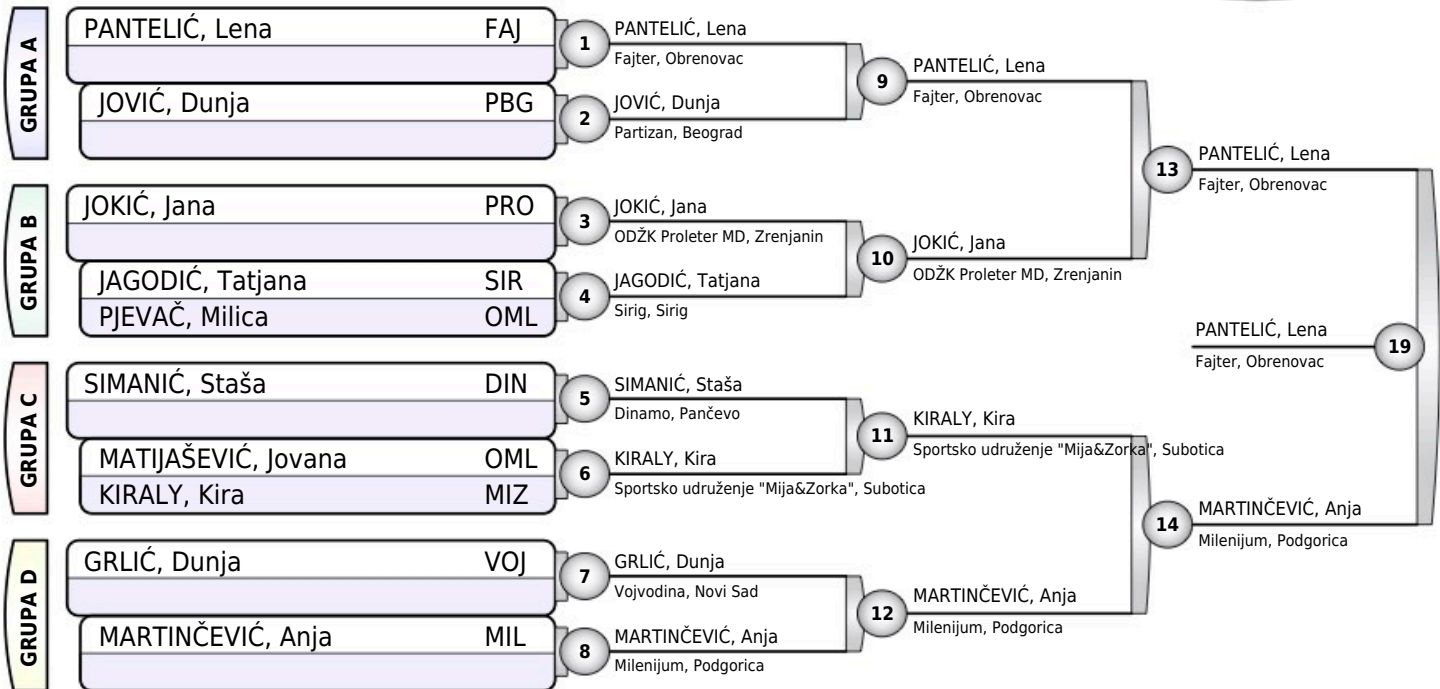 GRUPA A
PANTELIĆ, Lena FAJ
JOVIĆ, Dunja PBG
GRUPA B
JOKIĆ, Jana PRO
JAGODIĆ, Tatjana SIR
PJEVAČ, Milica OML
GRUPA C
SIMANIĆ, Staša DIN
MATIJAŠEVIĆ, Jovana OML
KIRALY, Kira MIZ
GRUPA D
GRLIĆ, Dunja VOJ
MARTINČEVIĆ, Anja MIL
1 PANTELIĆ, Lena
Fajter, Obrenovac
2 JOVIĆ, Dunja
Partizan, Beograd
3 JOKIĆ, Jana
ODŽK Proleter MD, Zrenjanin
4 JAGODIĆ, Tatjana
Sirig, Sirig
5 SIMANIĆ, Staša
Dinamo, Pančevo
6 KIRALY, Kira
Sportsko udruženje "Mija&Zorka", Subotica
7 GRLIĆ, Dunja
Vojvodina, Novi Sad
8 MARTINČEVIĆ, Anja
Milenijum, Podgorica
9 PANTELIĆ, Lena
Fajter, Obrenovac
10 JOKIĆ, Jana
ODŽK Proleter MD, Zrenjanin
11 KIRALY, Kira
Sportsko udruženje "Mija&Zorka", Subotica
12 MARTINČEVIĆ, Anja
Milenijum, Podgorica
13 PANTELIĆ, Lena
Fajter, Obrenovac
14 MARTINČEVIĆ, Anja
Milenijum, Podgorica
PANTELIĆ, Lena 19
Fajter, Obrenovac